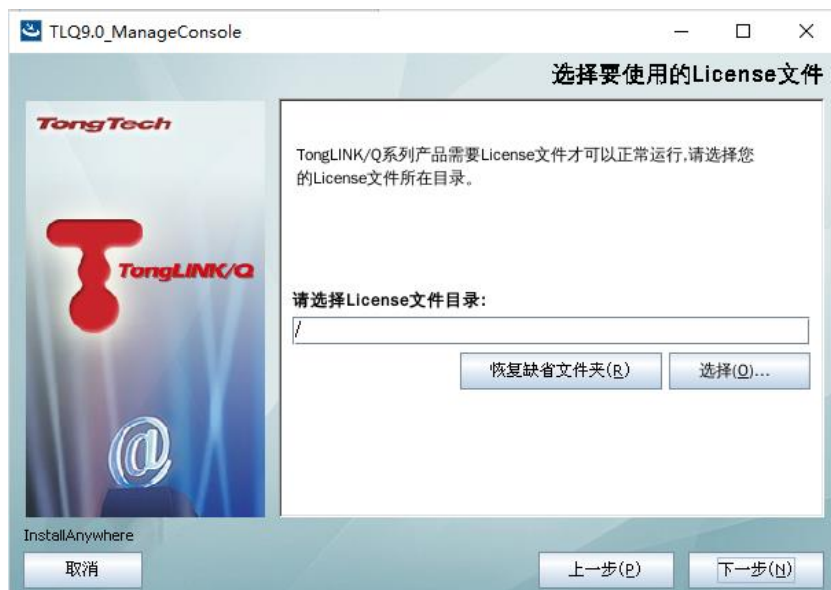 TLQ9.0_ManageConsole
选择要使用的License文件
TongTech
TongLINK/Q系列产品需要License文件才可以正常运行,请选择您
的License文件所在目录。
TongLINK/Q
请选择License文件目录:
/
恢复缺省文件夹(R)
选择(O)...
@
InstallAnywhere
取消
上一步(P)
下一步(N)